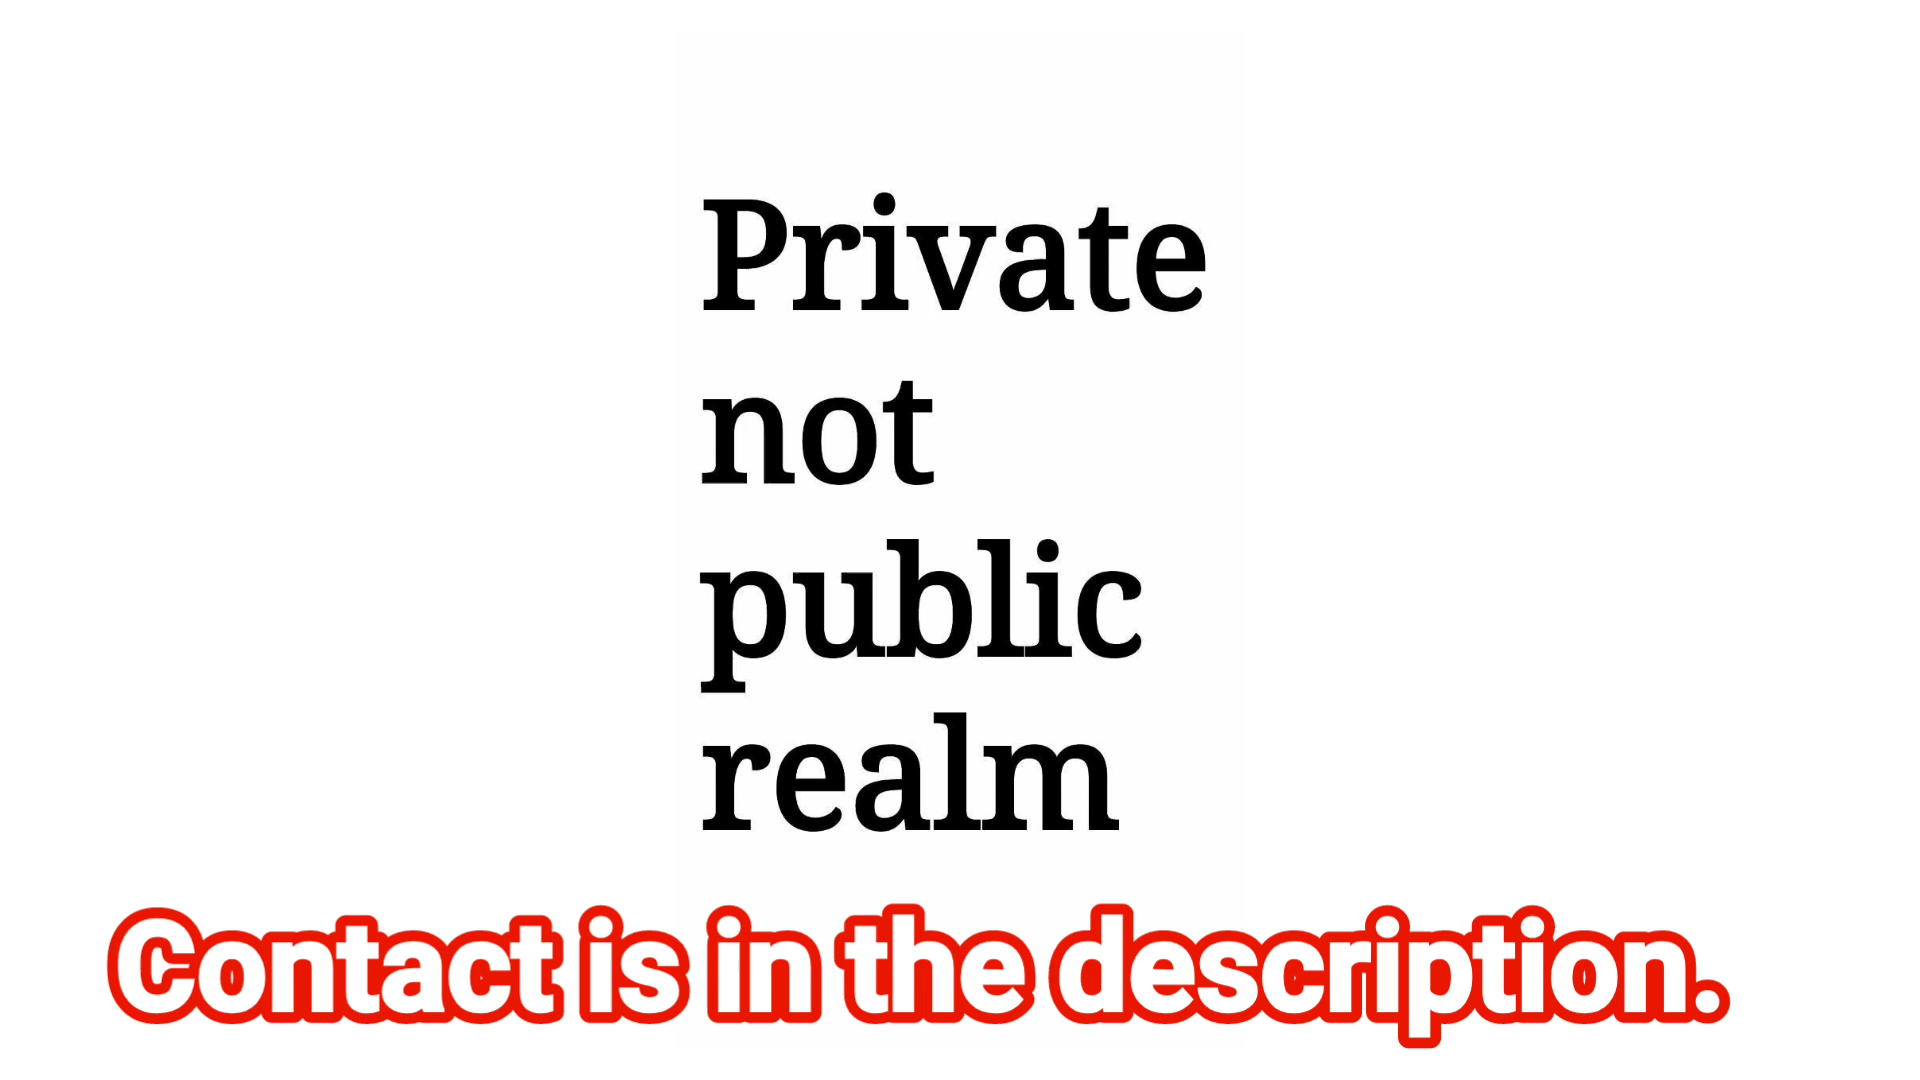 Private
not
public
realm
Contact is in the description.